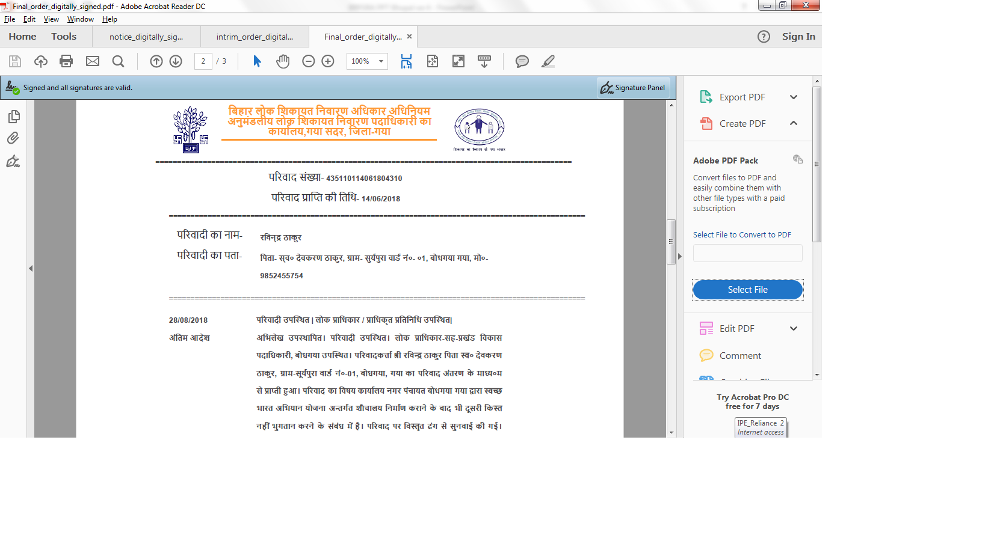 Final_order_digitally_signed.pdf - Adobe Acrobat Reader DC
File Edit View Window Help
Home Tools notice_digitally_sig... intrim_order_digital... Final_order_digitally... × Sign In
2 / 3 100%
Signed and all signatures are valid. Signature Panel
बिहार लोक शिकायत निवारण अधिकार अधिनियम
अनुमंडलीय लोक शिकायत निवारण पदाधिकारी का
कार्यालय,गया सदर, जिला-गया
शिकायत का निवारण हो गया आसान
परिवाद संख्या- 435110114061804310
परिवाद प्राप्ति की तिथि- 14/06/2018
परिवादी का नाम- रविन्द्र ठाकुर
परिवादी का पता- पिता- स्व० देवकरण ठाकुर, ग्राम- सुर्यपुरा वार्ड नं०- ०1, बोधगया गया, मो०-
9852455754
28/08/2018 परिवादी उपस्थित | लोक प्राधिकार / प्राधिकृत प्रतिनिधि उपस्थित|
अंतिम आदेश अभिलेख उपस्थापित। परिवादी उपस्थित। लोक प्राधिकार-सह-प्रखंड विकास
पदाधिकारी, बोधगया उपस्थित। परिवादकर्त्ता श्री रविन्द्र ठाकुर पिता स्व० देवकरण
ठाकुर, ग्राम-सूर्यपुरा वार्ड नं०-01, बोधगया, गया का परिवाद अंतरण के माध्य०म
से प्राप्ती हुआ। परिवाद का विषय कार्यालय नगर पंचायत बोधगया गया द्वारा स्वच्छ
भारत अभियान योजना अन्तर्गत शौचालय निर्माण कराने के बाद भी दूसरी किस्त
नहीं भुगतान करने के संबंध में है। परिवाद पर विस्तृत ढंग से सुनवाई की गई।
Export PDF
Create PDF
Adobe PDF Pack
Convert files to PDF and
easily combine them with
other file types with a paid
subscription
Select File to Convert to PDF
Select File
Edit PDF
Comment
Try Acrobat Pro DC
free for 7 days
IPE_Reliance 2
Internet access